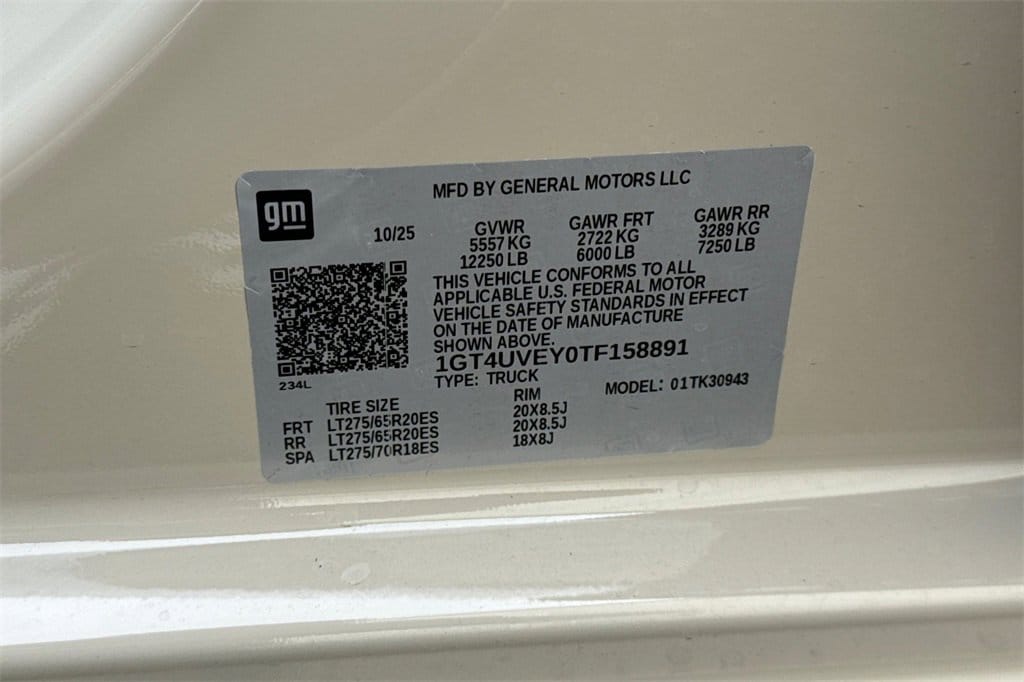 gm
MFD BY GENERAL MOTORS LLC
10/25 GVWR GAWR FRT GAWR RR
5557 KG 2722 KG 3289 KG
12250 LB 6000 LB 7250 LB
THIS VEHICLE CONFORMS TO ALL
APPLICABLE U.S. FEDERAL MOTOR
VEHICLE SAFETY STANDARDS IN EFFECT
ON THE DATE OF MANUFACTURE
SHOWN ABOVE.
1GT4UVEY0TF158891
234L
TYPE: TRUCK MODEL: 01TK30943
TIRE SIZE RIM
FRT LT275/65R20ES 20X8.5J
RR LT275/65R20ES 20X8.5J
SPA LT275/70R18ES 18X8J